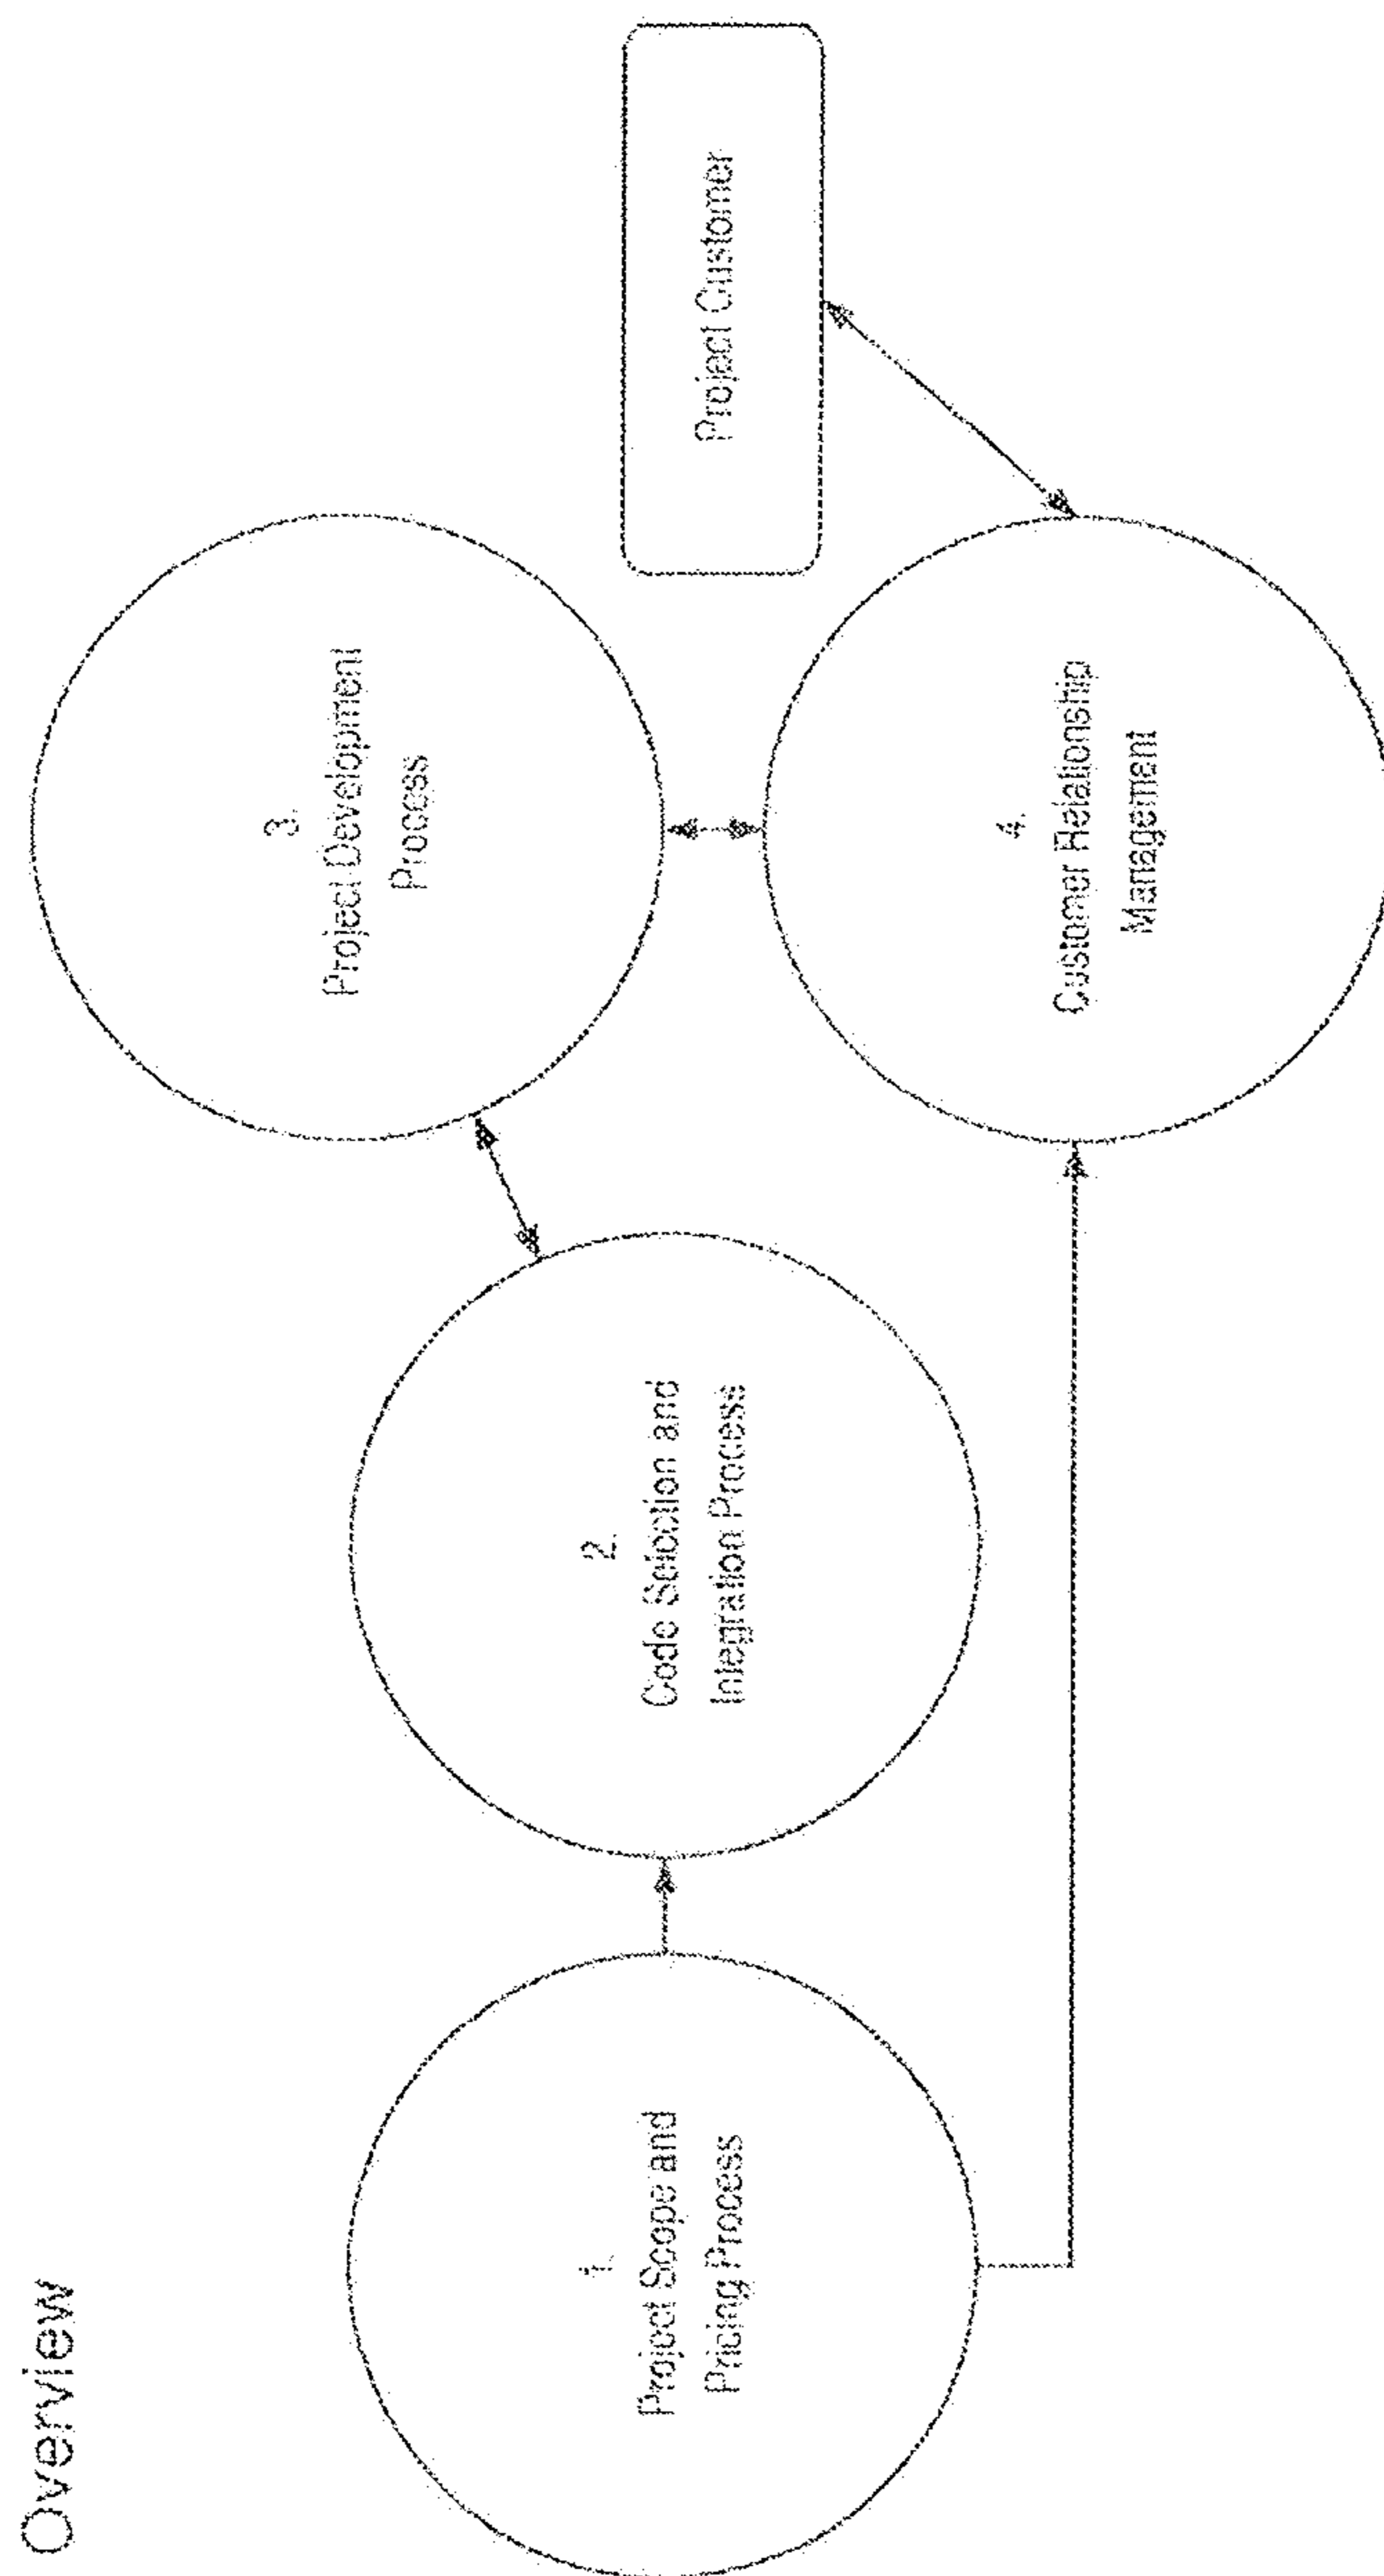 Overview
1.
Project Scope and
Pricing Process
2.
Code Selection and
Integration Process
3.
Project Development
Process
4.
Customer Relationship
Management
Project Customer